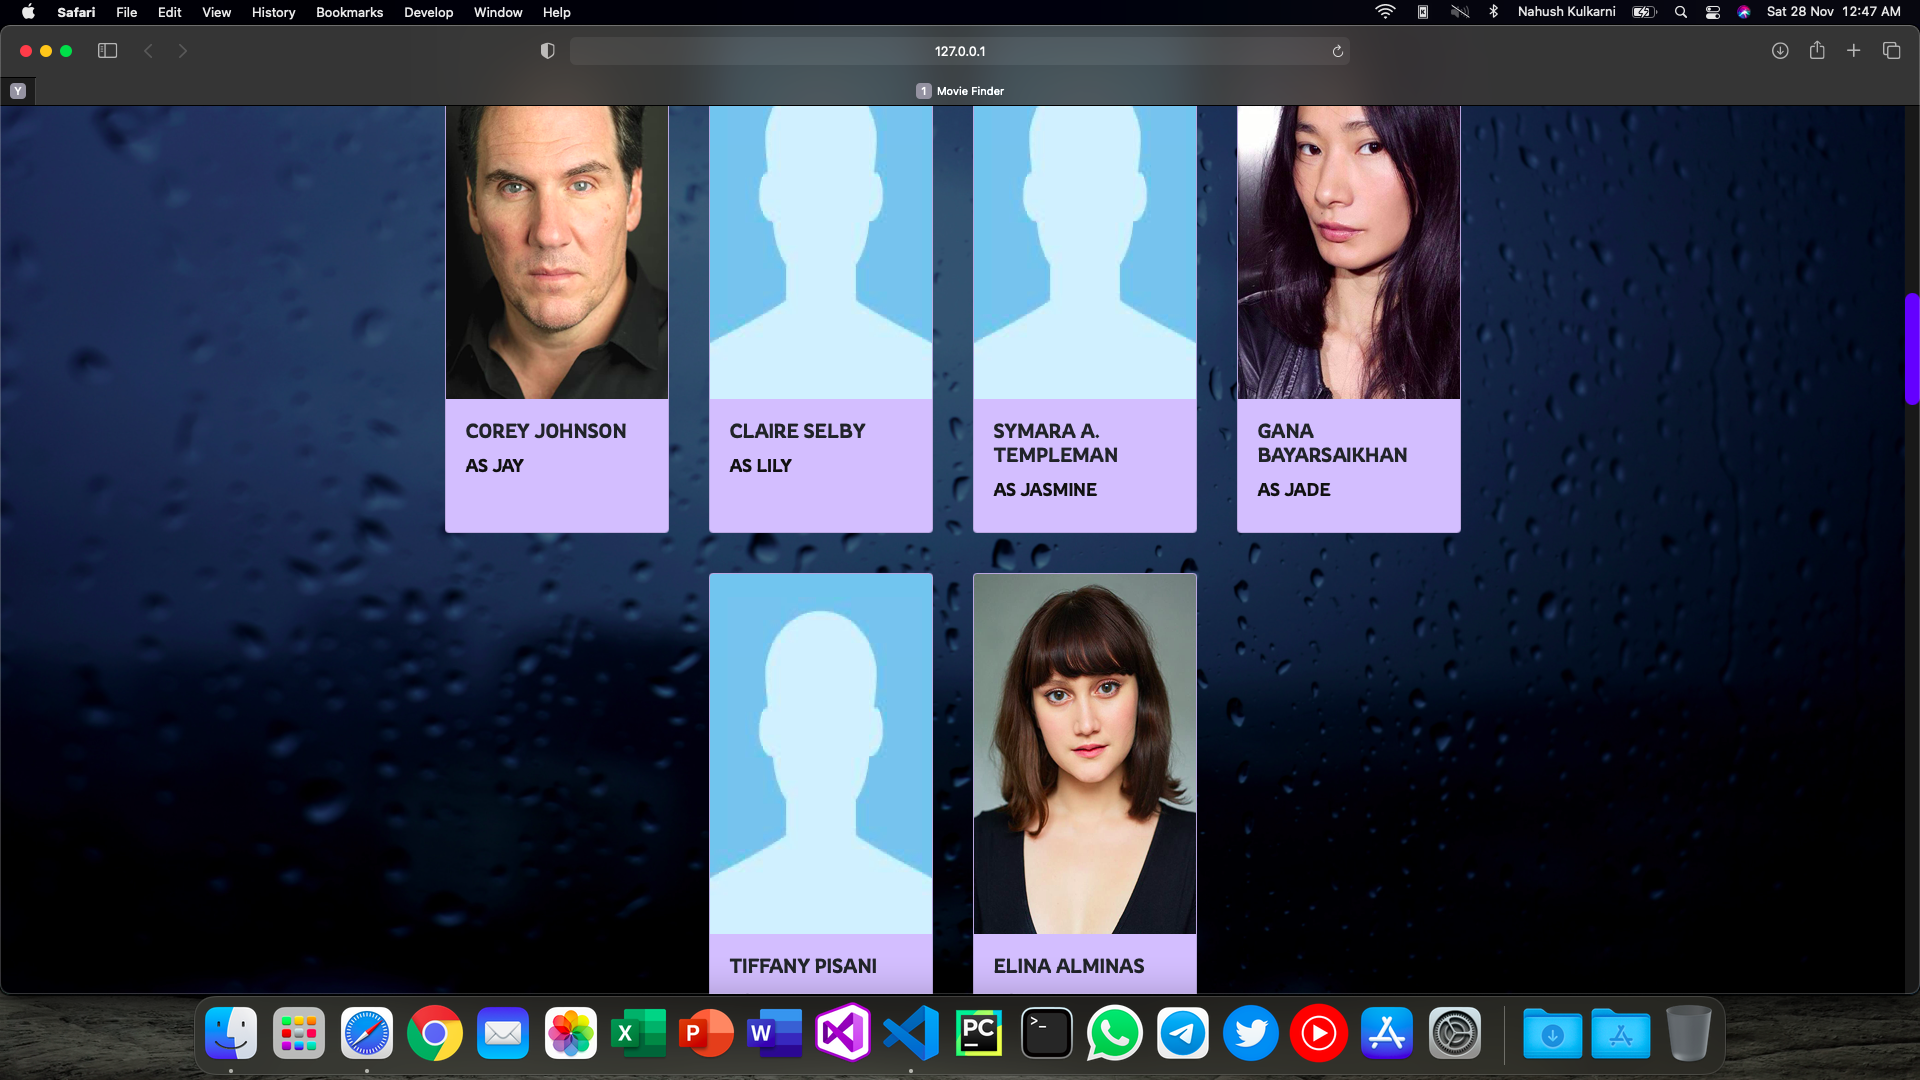 Safari File Edit View History Bookmarks Develop Window Help Nahush Kulkarni Sat 28 Nov 12:47 AM
127.0.0.1
Y 1 Movie Finder
COREY JOHNSON
AS JAY
CLAIRE SELBY
AS LILY
SYMARA A.
TEMPLEMAN
AS JASMINE
GANA
BAYARSAIKHAN
AS JADE
TIFFANY PISANI
ELINA ALMINAS
X P W PC >_